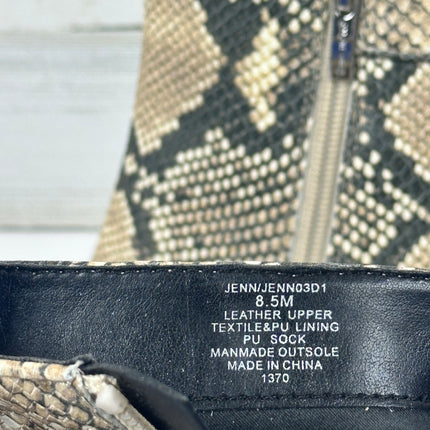 JENN/JENN03D1
8.5M
LEATHER UPPER
TEXTILE&PU LINING
PU SOCK
MANMADE OUTSOLE
MADE IN CHINA
1370